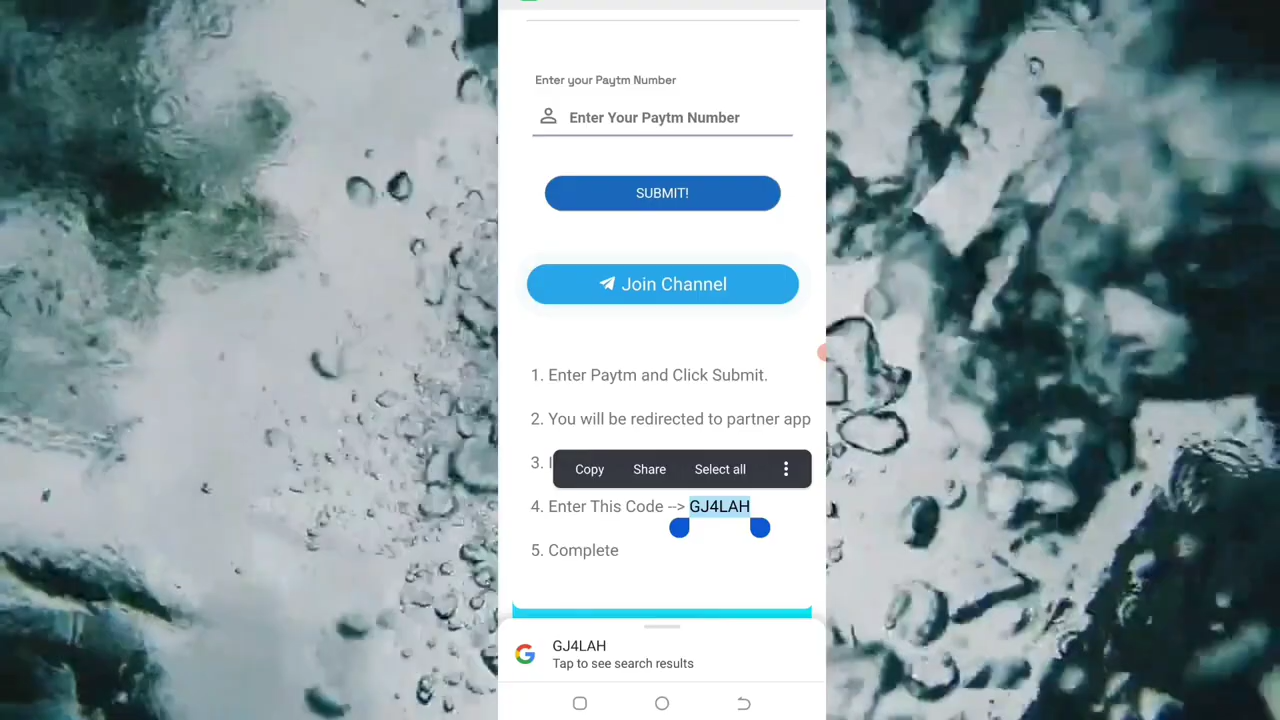 Enter your Paytm Number
Enter Your Paytm Number
SUBMIT!
Join Channel
1. Enter Paytm and Click Submit.
2. You will be redirected to partner app
3.
Copy Share Select all
4. Enter This Code --> GJ4LAH
5. Complete
GJ4LAH
Tap to see search results